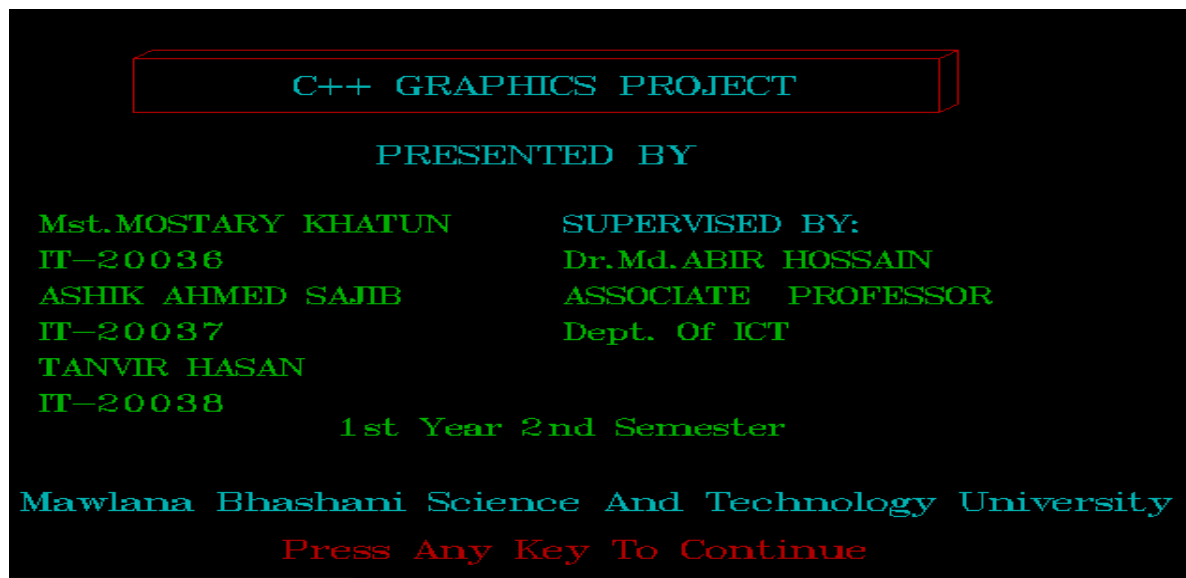 C++ GRAPHICS PROJECT
PRESENTED BY
Mst.MOSTARY KHATUN
IT-20036
ASHIK AHMED SAJIB
IT-20037
TANVIR HASAN
IT-20038
SUPERVISED BY:
Dr.Md.ABIR HOSSAIN
ASSOCIATE PROFESSOR
Dept. Of ICT
1st Year 2nd Semester
Mawlana Bhashani Science And Technology University
Press Any Key To Continue